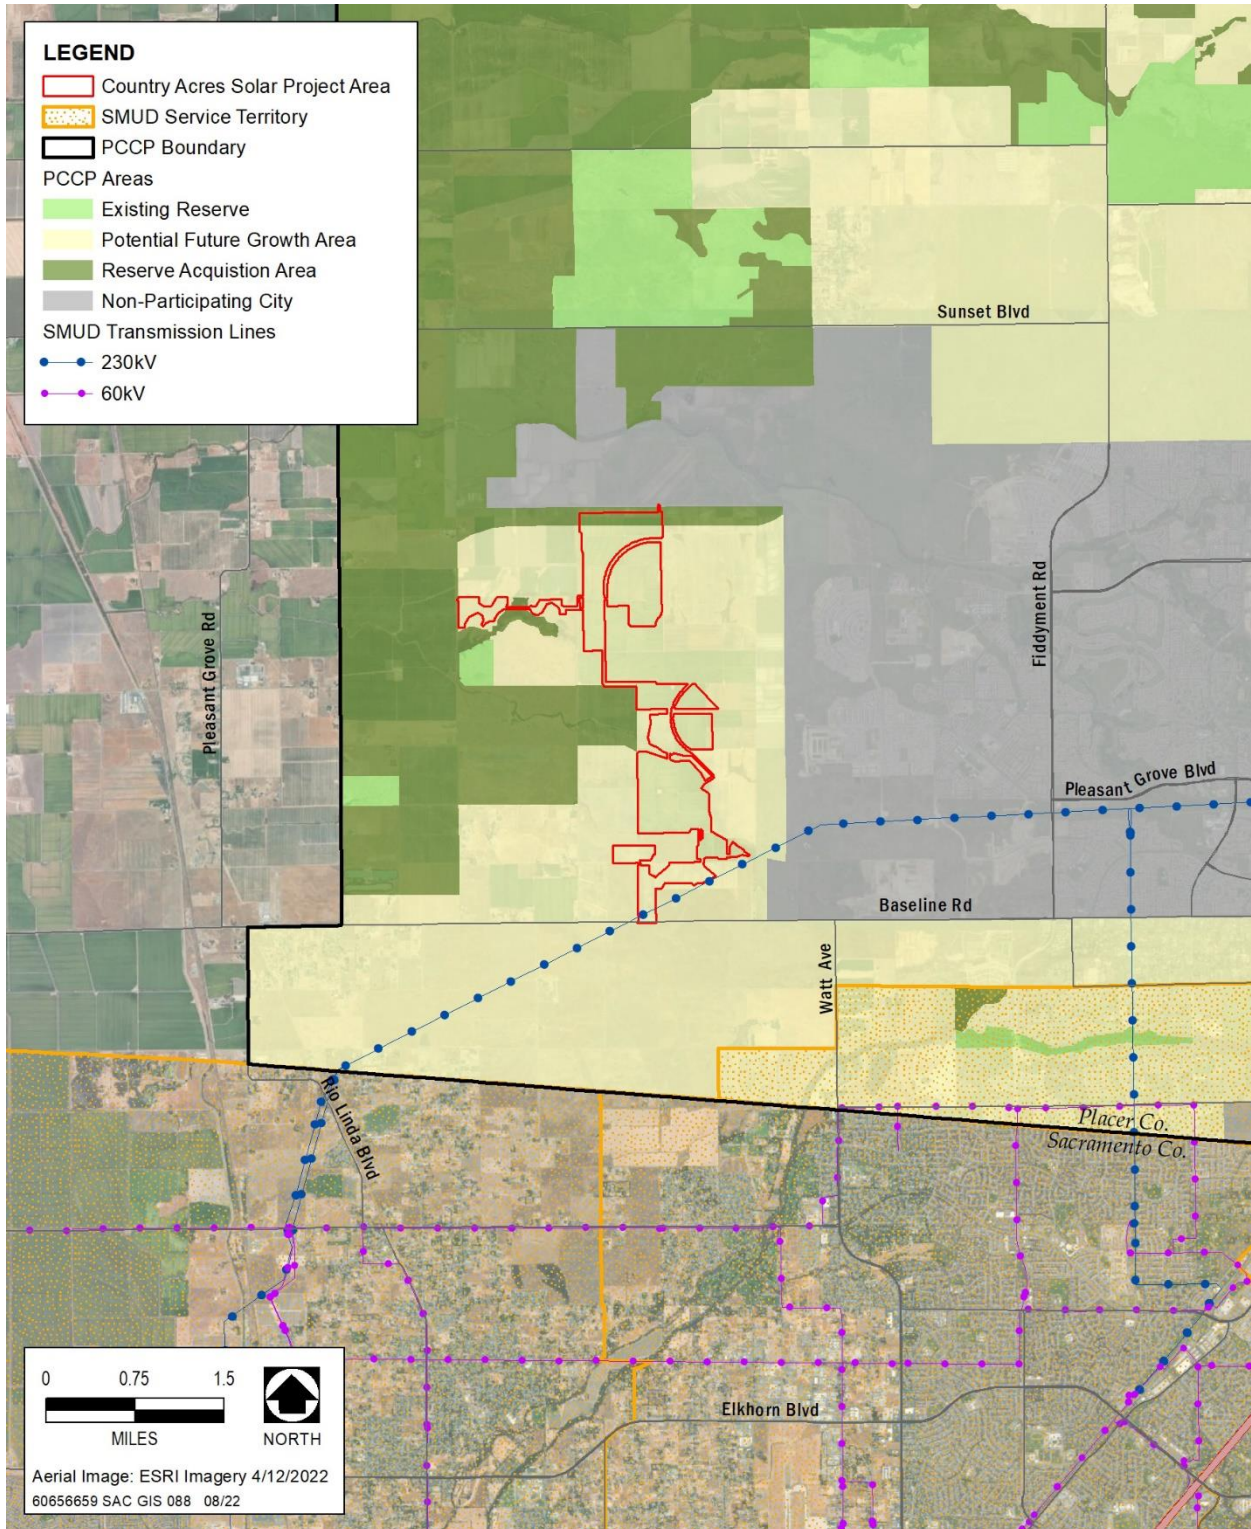 LEGEND
Country Acres Solar Project Area
SMUD Service Territory
PCCP Boundary
PCCP Areas
Existing Reserve
Potential Future Growth Area
Reserve Acquistion Area
Non-Participating City
SMUD Transmission Lines
230kV
60kV
Sunset Blvd
Fiddyment Rd
Pleasant Grove Rd
Pleasant Grove Blvd
Baseline Rd
Watt Ave
Rio Linda Blvd
Placer Co.
Sacramento Co.
Elkhorn Blvd
0 0.75 1.5
MILES
NORTH
Aerial Image: ESRI Imagery 4/12/2022
60656659 SAC GIS 088 08/22